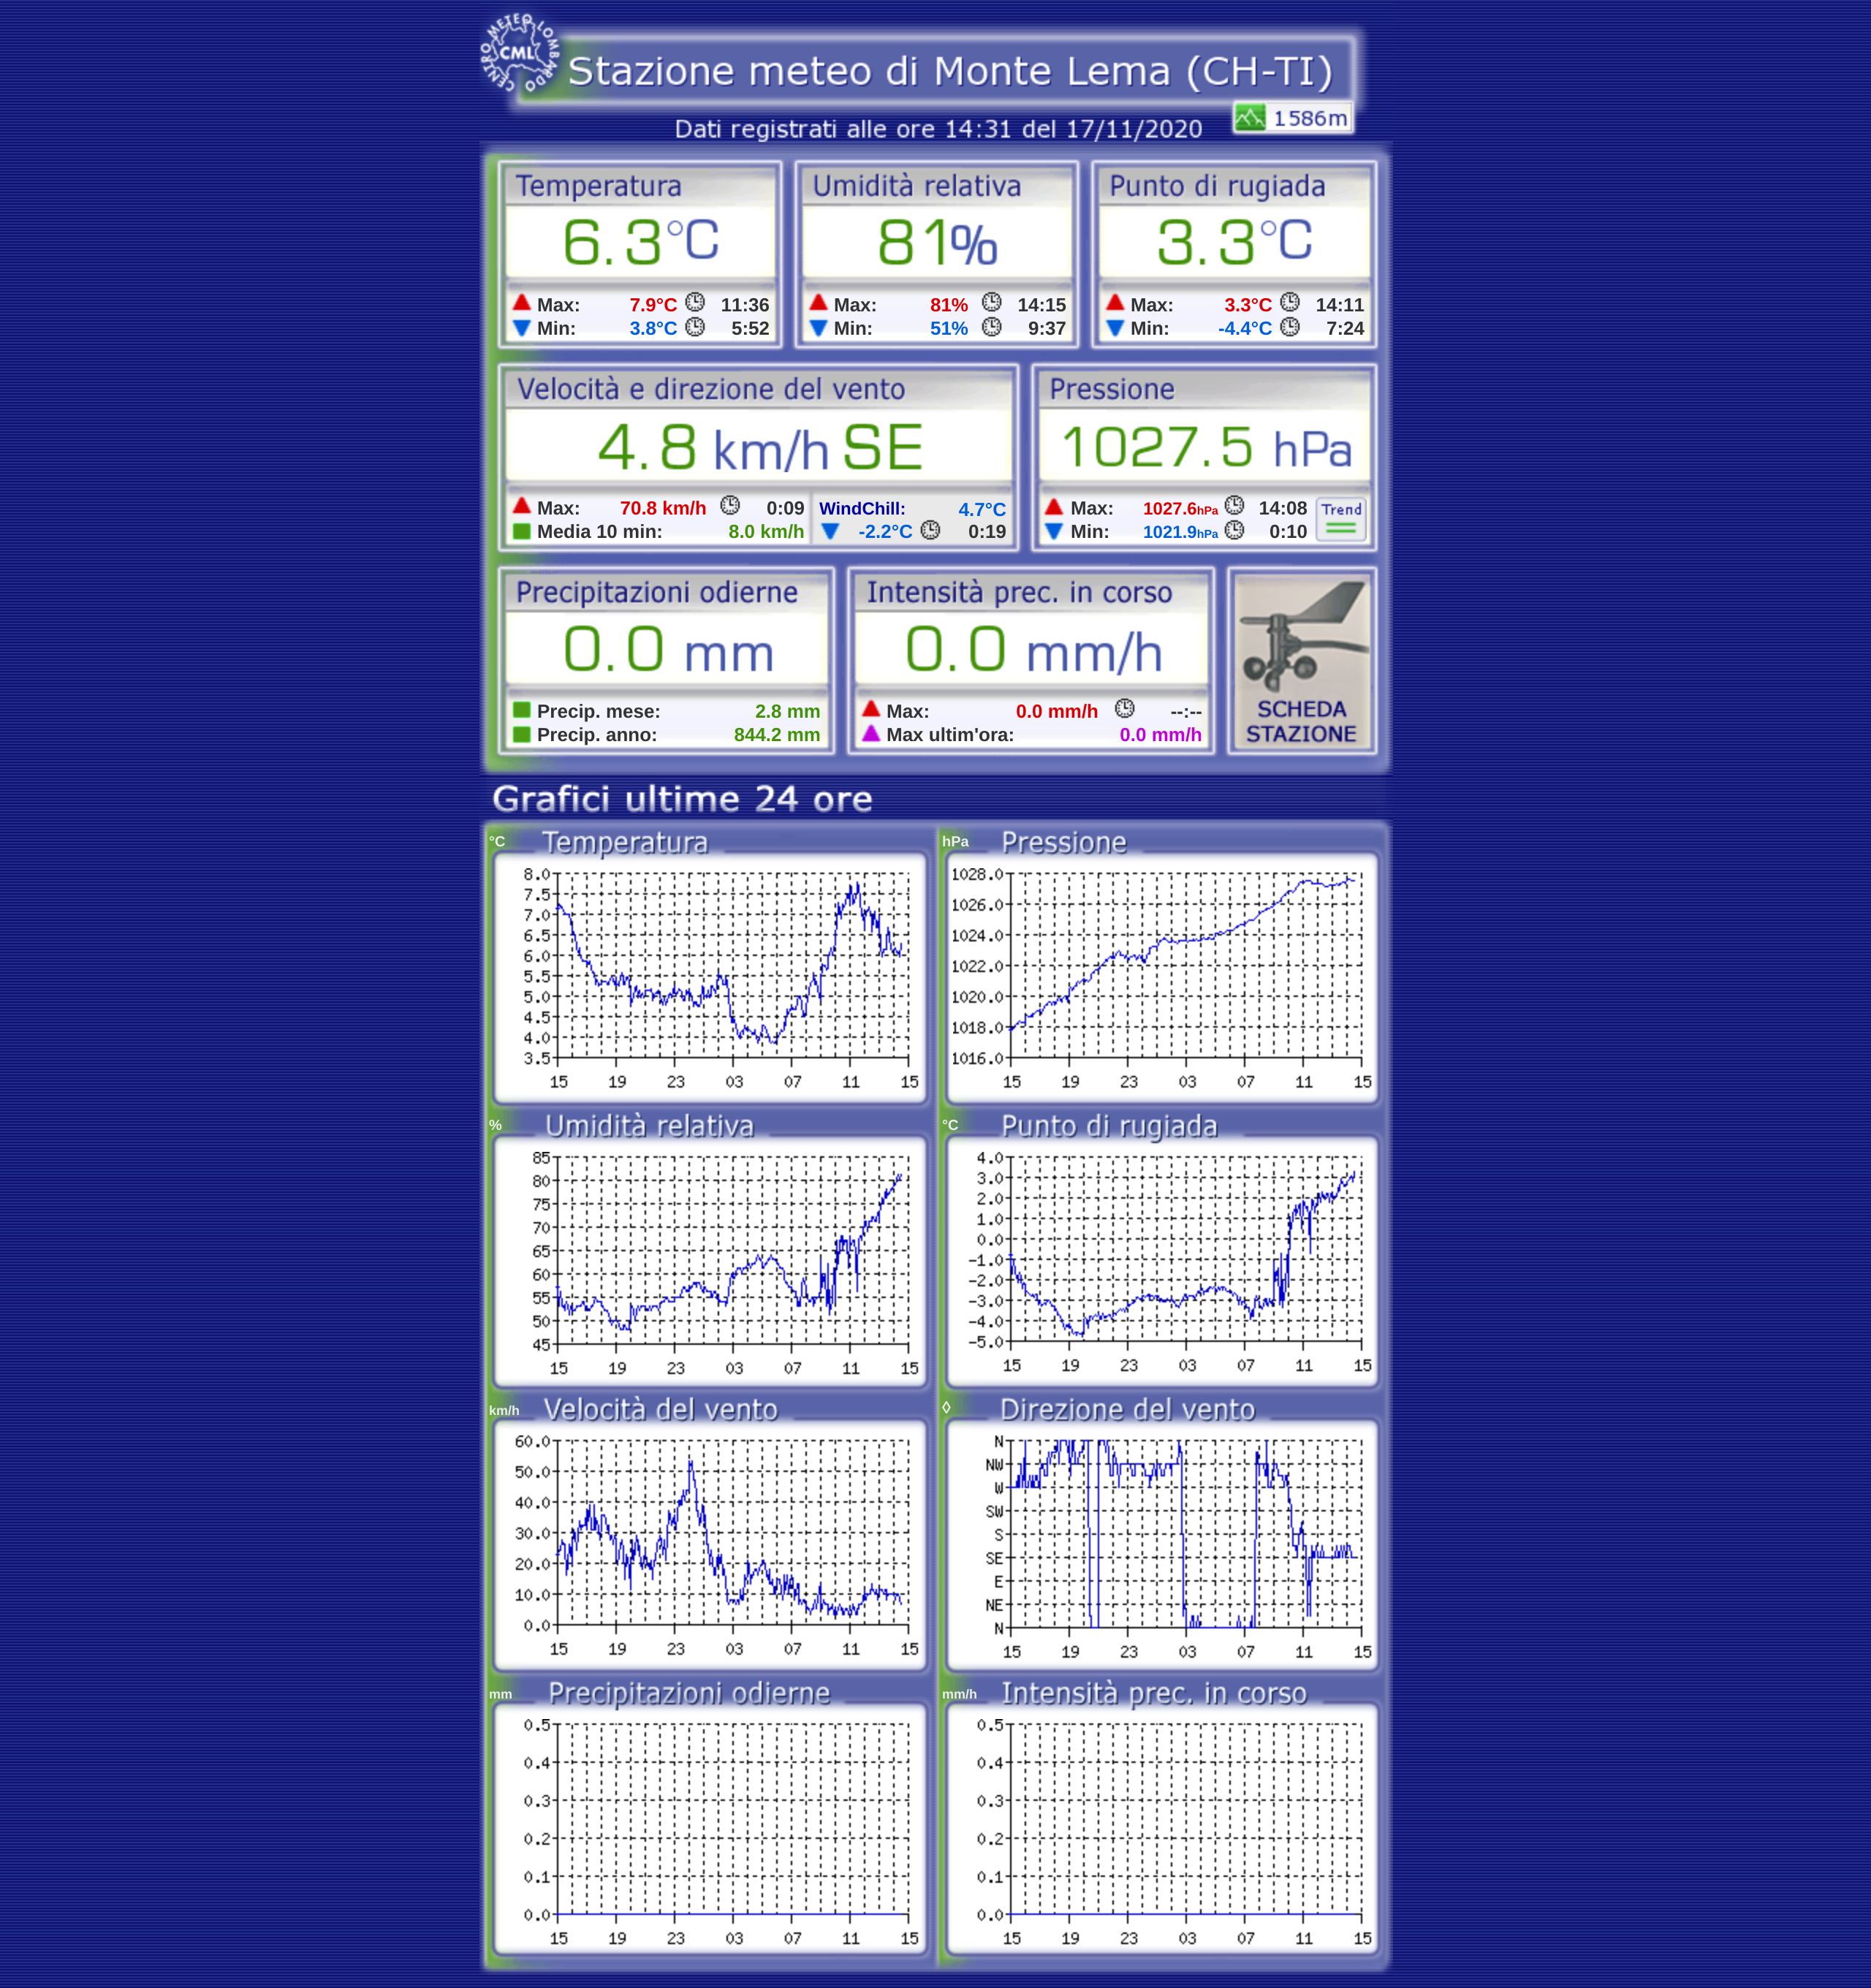 CENTRO METEO LOMBARDO
CML
Stazione meteo di Monte Lema (CH-TI)
1586m
Dati registrati alle ore 14:31 del 17/11/2020
Temperatura
6.3°C
Max: 7.9°C 11:36
Min: 3.8°C 5:52
Umidità relativa
81%
Max: 81% 14:15
Min: 51% 9:37
Punto di rugiada
3.3°C
Max: 3.3°C 14:11
Min: -4.4°C 7:24
Velocità e direzione del vento
4.8 km/h SE
Max: 70.8 km/h 0:09
Media 10 min: 8.0 km/h
WindChill: 4.7°C
-2.2°C 0:19
Pressione
1027.5 hPa
Max: 1027.6hPa 14:08
Min: 1021.9hPa 0:10
Trend
Precipitazioni odierne
0.0 mm
Precip. mese: 2.8 mm
Precip. anno: 844.2 mm
Intensità prec. in corso
0.0 mm/h
Max: 0.0 mm/h --:--
Max ultim'ora: 0.0 mm/h
SCHEDA
STAZIONE
Grafici ultime 24 ore
°C Temperatura
8.0
7.5
7.0
6.5
6.0
5.5
5.0
4.5
4.0
3.5
15 19 23 03 07 11 15
hPa Pressione
1028.0
1026.0
1024.0
1022.0
1020.0
1018.0
1016.0
15 19 23 03 07 11 15
% Umidità relativa
85
80
75
70
65
60
55
50
45
15 19 23 03 07 11 15
°C Punto di rugiada
4.0
3.0
2.0
1.0
0.0
-1.0
-2.0
-3.0
-4.0
-5.0
15 19 23 03 07 11 15
km/h Velocità del vento
60.0
50.0
40.0
30.0
20.0
10.0
0.0
15 19 23 03 07 11 15
◊ Direzione del vento
N
NW
W
SW
S
SE
E
NE
N
15 19 23 03 07 11 15
mm Precipitazioni odierne
0.5
0.4
0.3
0.2
0.1
0.0
15 19 23 03 07 11 15
mm/h Intensità prec. in corso
0.5
0.4
0.3
0.2
0.1
0.0
15 19 23 03 07 11 15